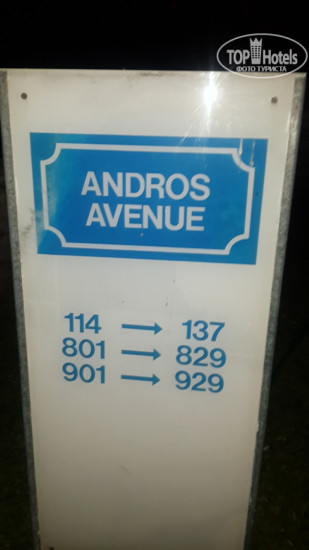 TOP Hotels
ФОТО ТУРИСТА
ANDROS
AVENUE
114 → 137
801 → 829
901 → 929